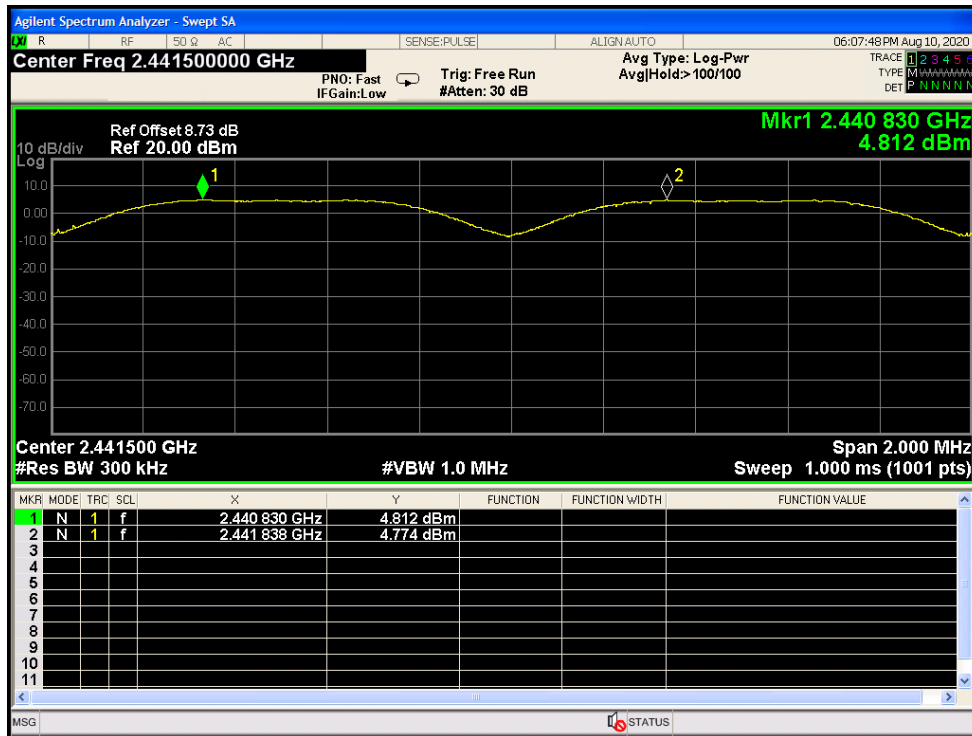 Agilent Spectrum Analyzer - Swept SA
LXI R RF 50 Ω AC SENSE:PULSE ALIGN AUTO 06:07:48 PM Aug 10, 2020
Center Freq 2.441500000 GHz
PNO: Fast
IFGain:Low
Trig: Free Run
#Atten: 30 dB
Avg Type: Log-Pwr
Avg|Hold:>100/100
TRACE 1 2 3 4 5 6
TYPE M
DET P N N N N N
Ref Offset 8.73 dB
10 dB/div Ref 20.00 dBm
Log
Mkr1 2.440 830 GHz
4.812 dBm
1
2
10.0
0.00
-10.0
-20.0
-30.0
-40.0
-50.0
-60.0
-70.0
Center 2.441500 GHz Span 2.000 MHz
#Res BW 300 kHz #VBW 1.0 MHz Sweep 1.000 ms (1001 pts)
MKR MODE TRC SCL X Y FUNCTION FUNCTION WIDTH FUNCTION VALUE
1 N 1 f 2.440 830 GHz 4.812 dBm
2 N 1 f 2.441 838 GHz 4.774 dBm
3
4
5
6
7
8
9
10
11
MSG STATUS